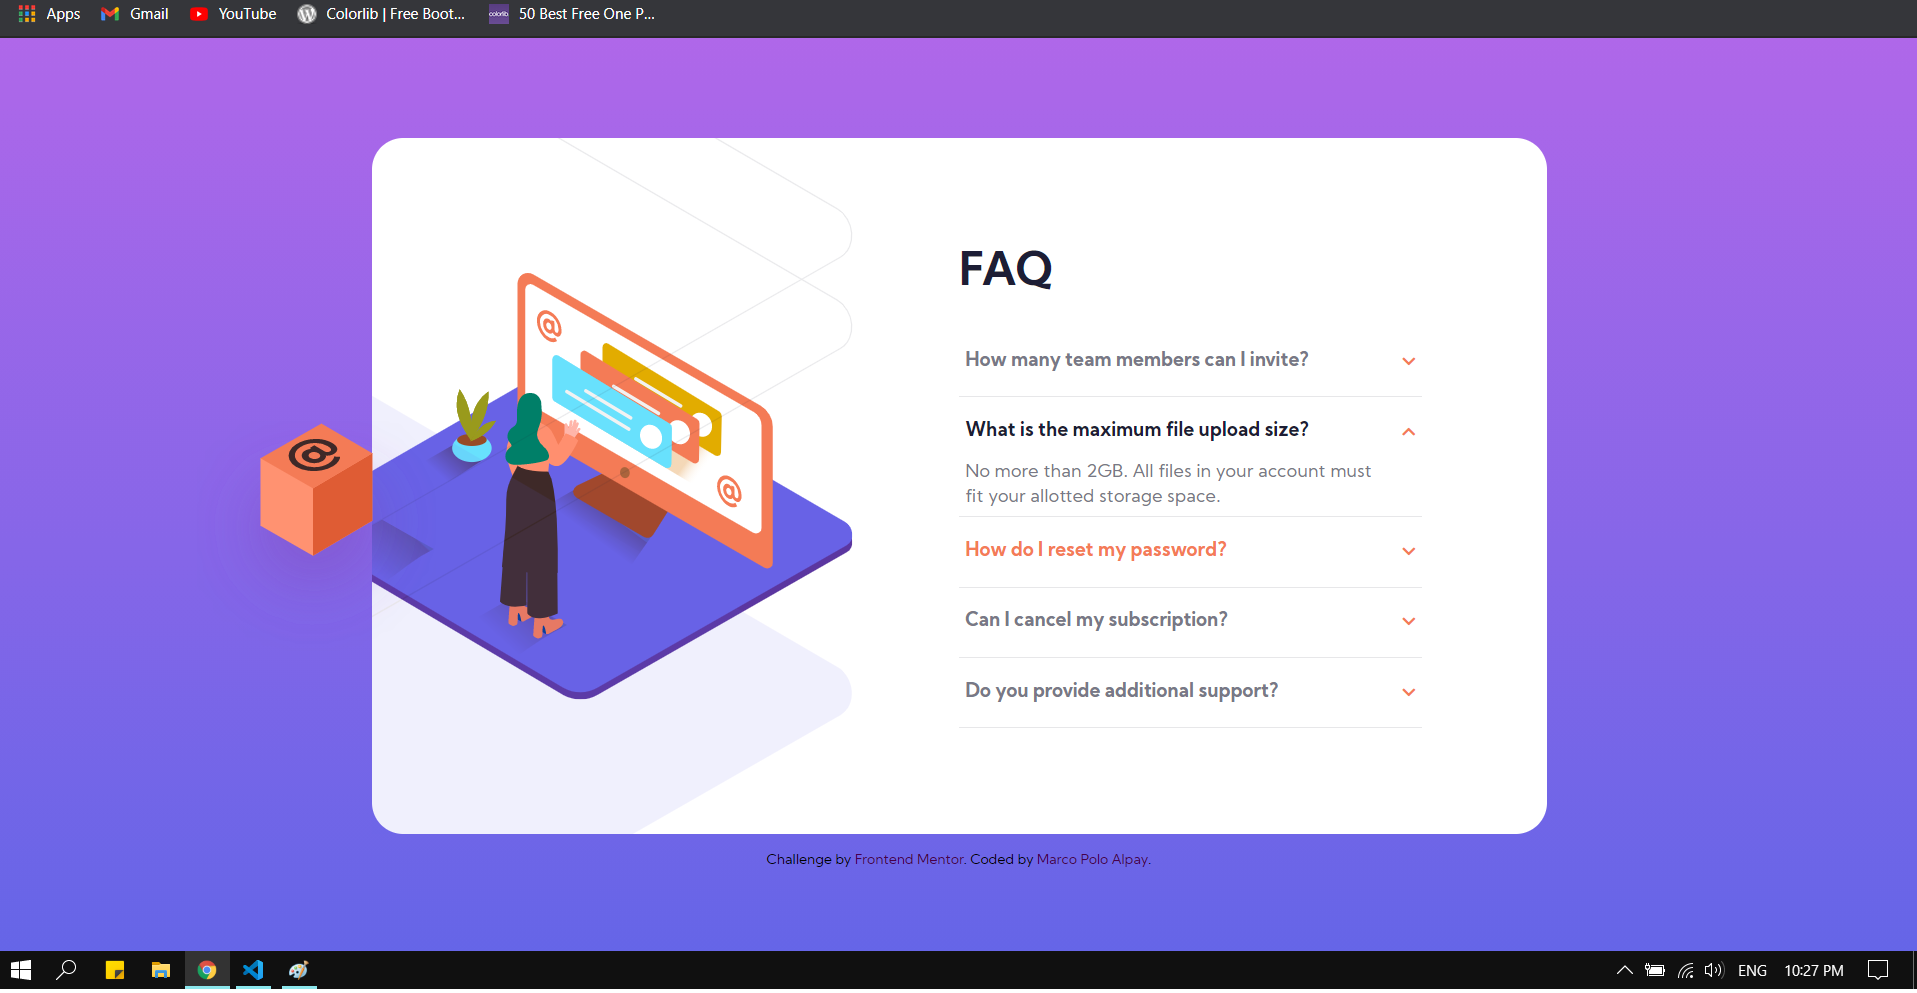 Apps Gmail YouTube Colorlib | Free Boot... colorlib. 50 Best Free One P...
FAQ
How many team members can I invite?
What is the maximum file upload size?
No more than 2GB. All files in your account must
fit your allotted storage space.
How do I reset my password?
Can I cancel my subscription?
Do you provide additional support?
@
@
@
Challenge by Frontend Mentor. Coded by Marco Polo Alpay.
ENG 10:27 PM